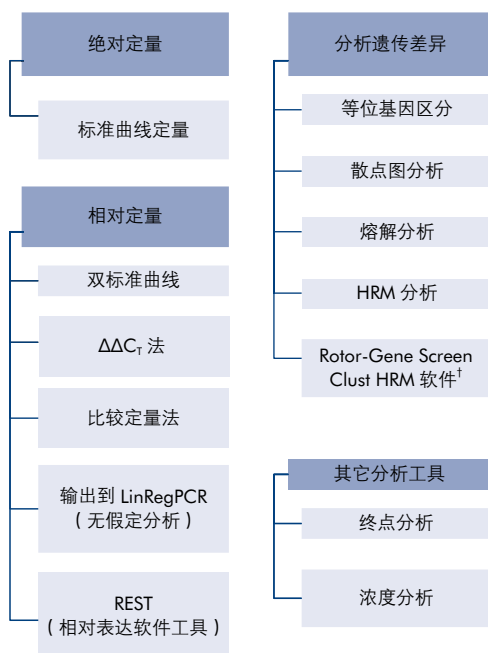 绝对定量
标准曲线定量
相对定量
双标准曲线
ΔΔCT 法
比较定量法
输出到 LinRegPCR
（无假定分析）
REST
（相对表达软件工具）
分析遗传差异
等位基因区分
散点图分析
熔解分析
HRM 分析
Rotor-Gene Screen
Clust HRM 软件†
其它分析工具
终点分析
浓度分析